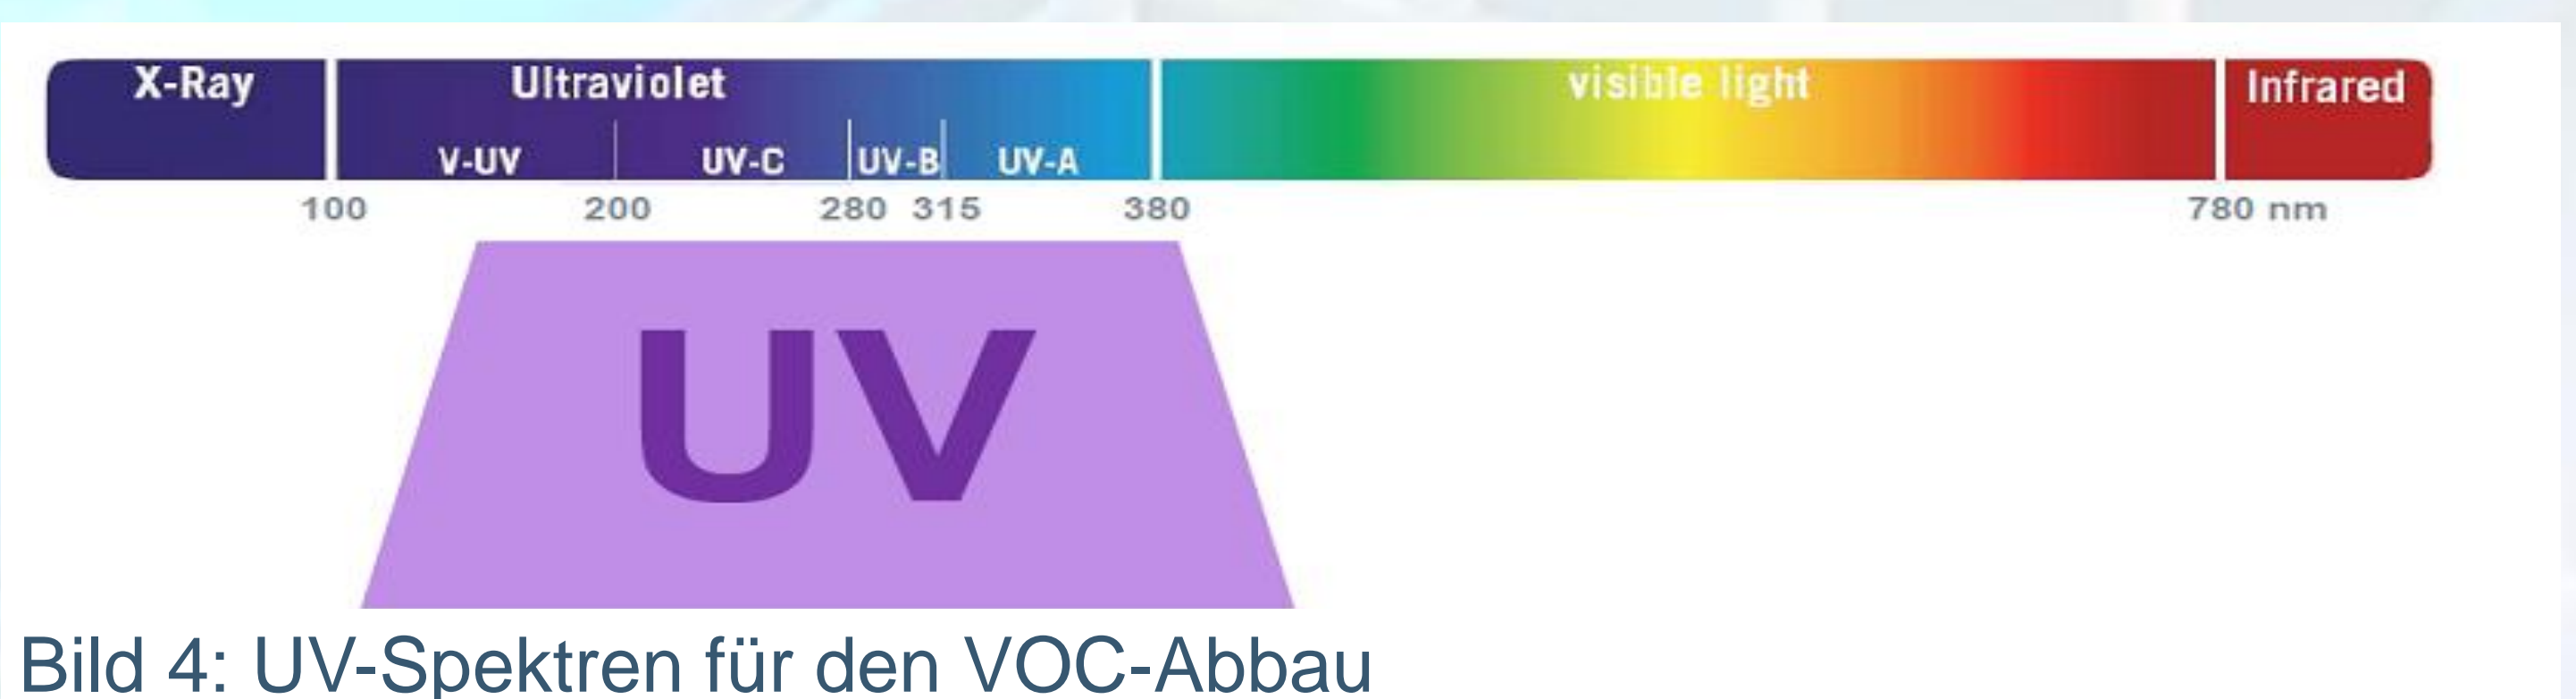 X-Ray Ultraviolet visible light Infrared
V-UV UV-C UV-B UV-A
100 200 280 315 380 780 nm
UV
Bild 4: UV-Spektren für den VOC-Abbau